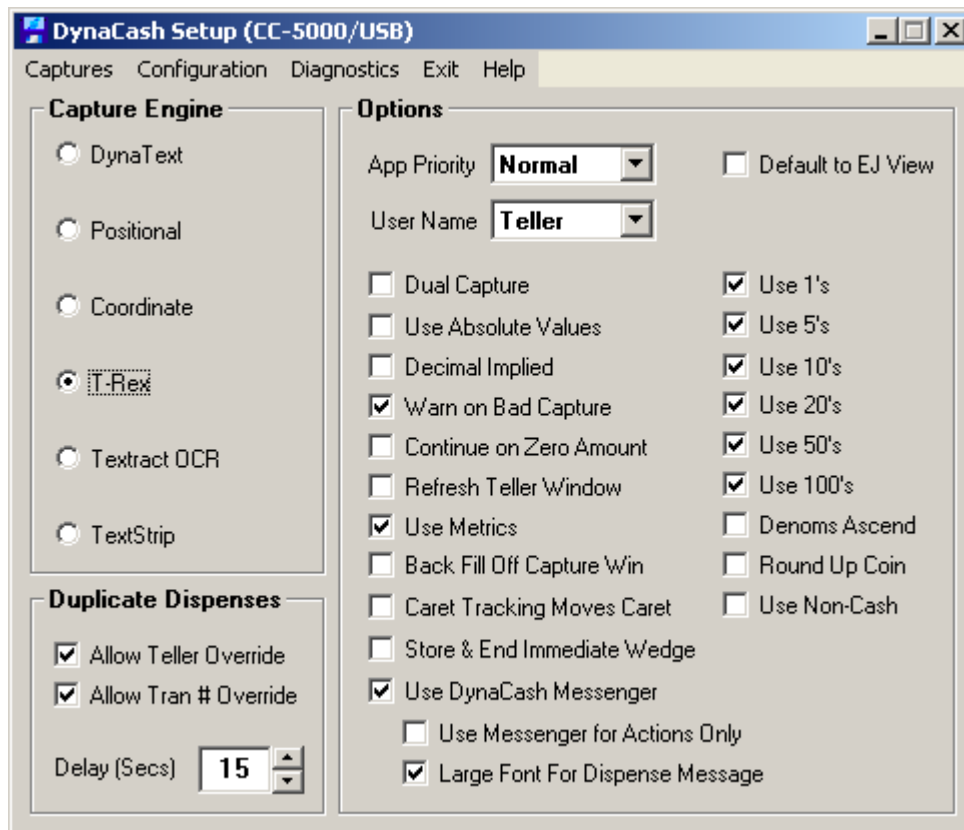 DynaCash Setup (CC-5000/USB)
Captures Configuration Diagnostics Exit Help
Capture Engine
DynaText
Positional
Coordinate
T-Rex
Textract OCR
TextStrip
Duplicate Dispenses
Allow Teller Override
Allow Tran # Override
Delay (Secs) 15
Options
App Priority Normal
User Name Teller
Default to EJ View
Dual Capture
Use Absolute Values
Decimal Implied
Warn on Bad Capture
Continue on Zero Amount
Refresh Teller Window
Use Metrics
Back Fill Off Capture Win
Caret Tracking Moves Caret
Store & End Immediate Wedge
Use DynaCash Messenger
Use Messenger for Actions Only
Large Font For Dispense Message
Use 1's
Use 5's
Use 10's
Use 20's
Use 50's
Use 100's
Denoms Ascend
Round Up Coin
Use Non-Cash